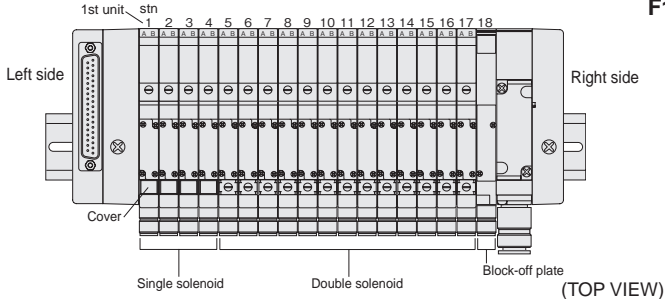 F1
1st unit stn
1 2 3 4 5 6 7 8 9 10 11 12 13 14 15 16 17 18
A B A B A B A B A B A B A B A B A B A B A B A B A B A B A B A B A B
Left side
Right side
Cover
Single solenoid
Double solenoid
Block-off plate
(TOP VIEW)